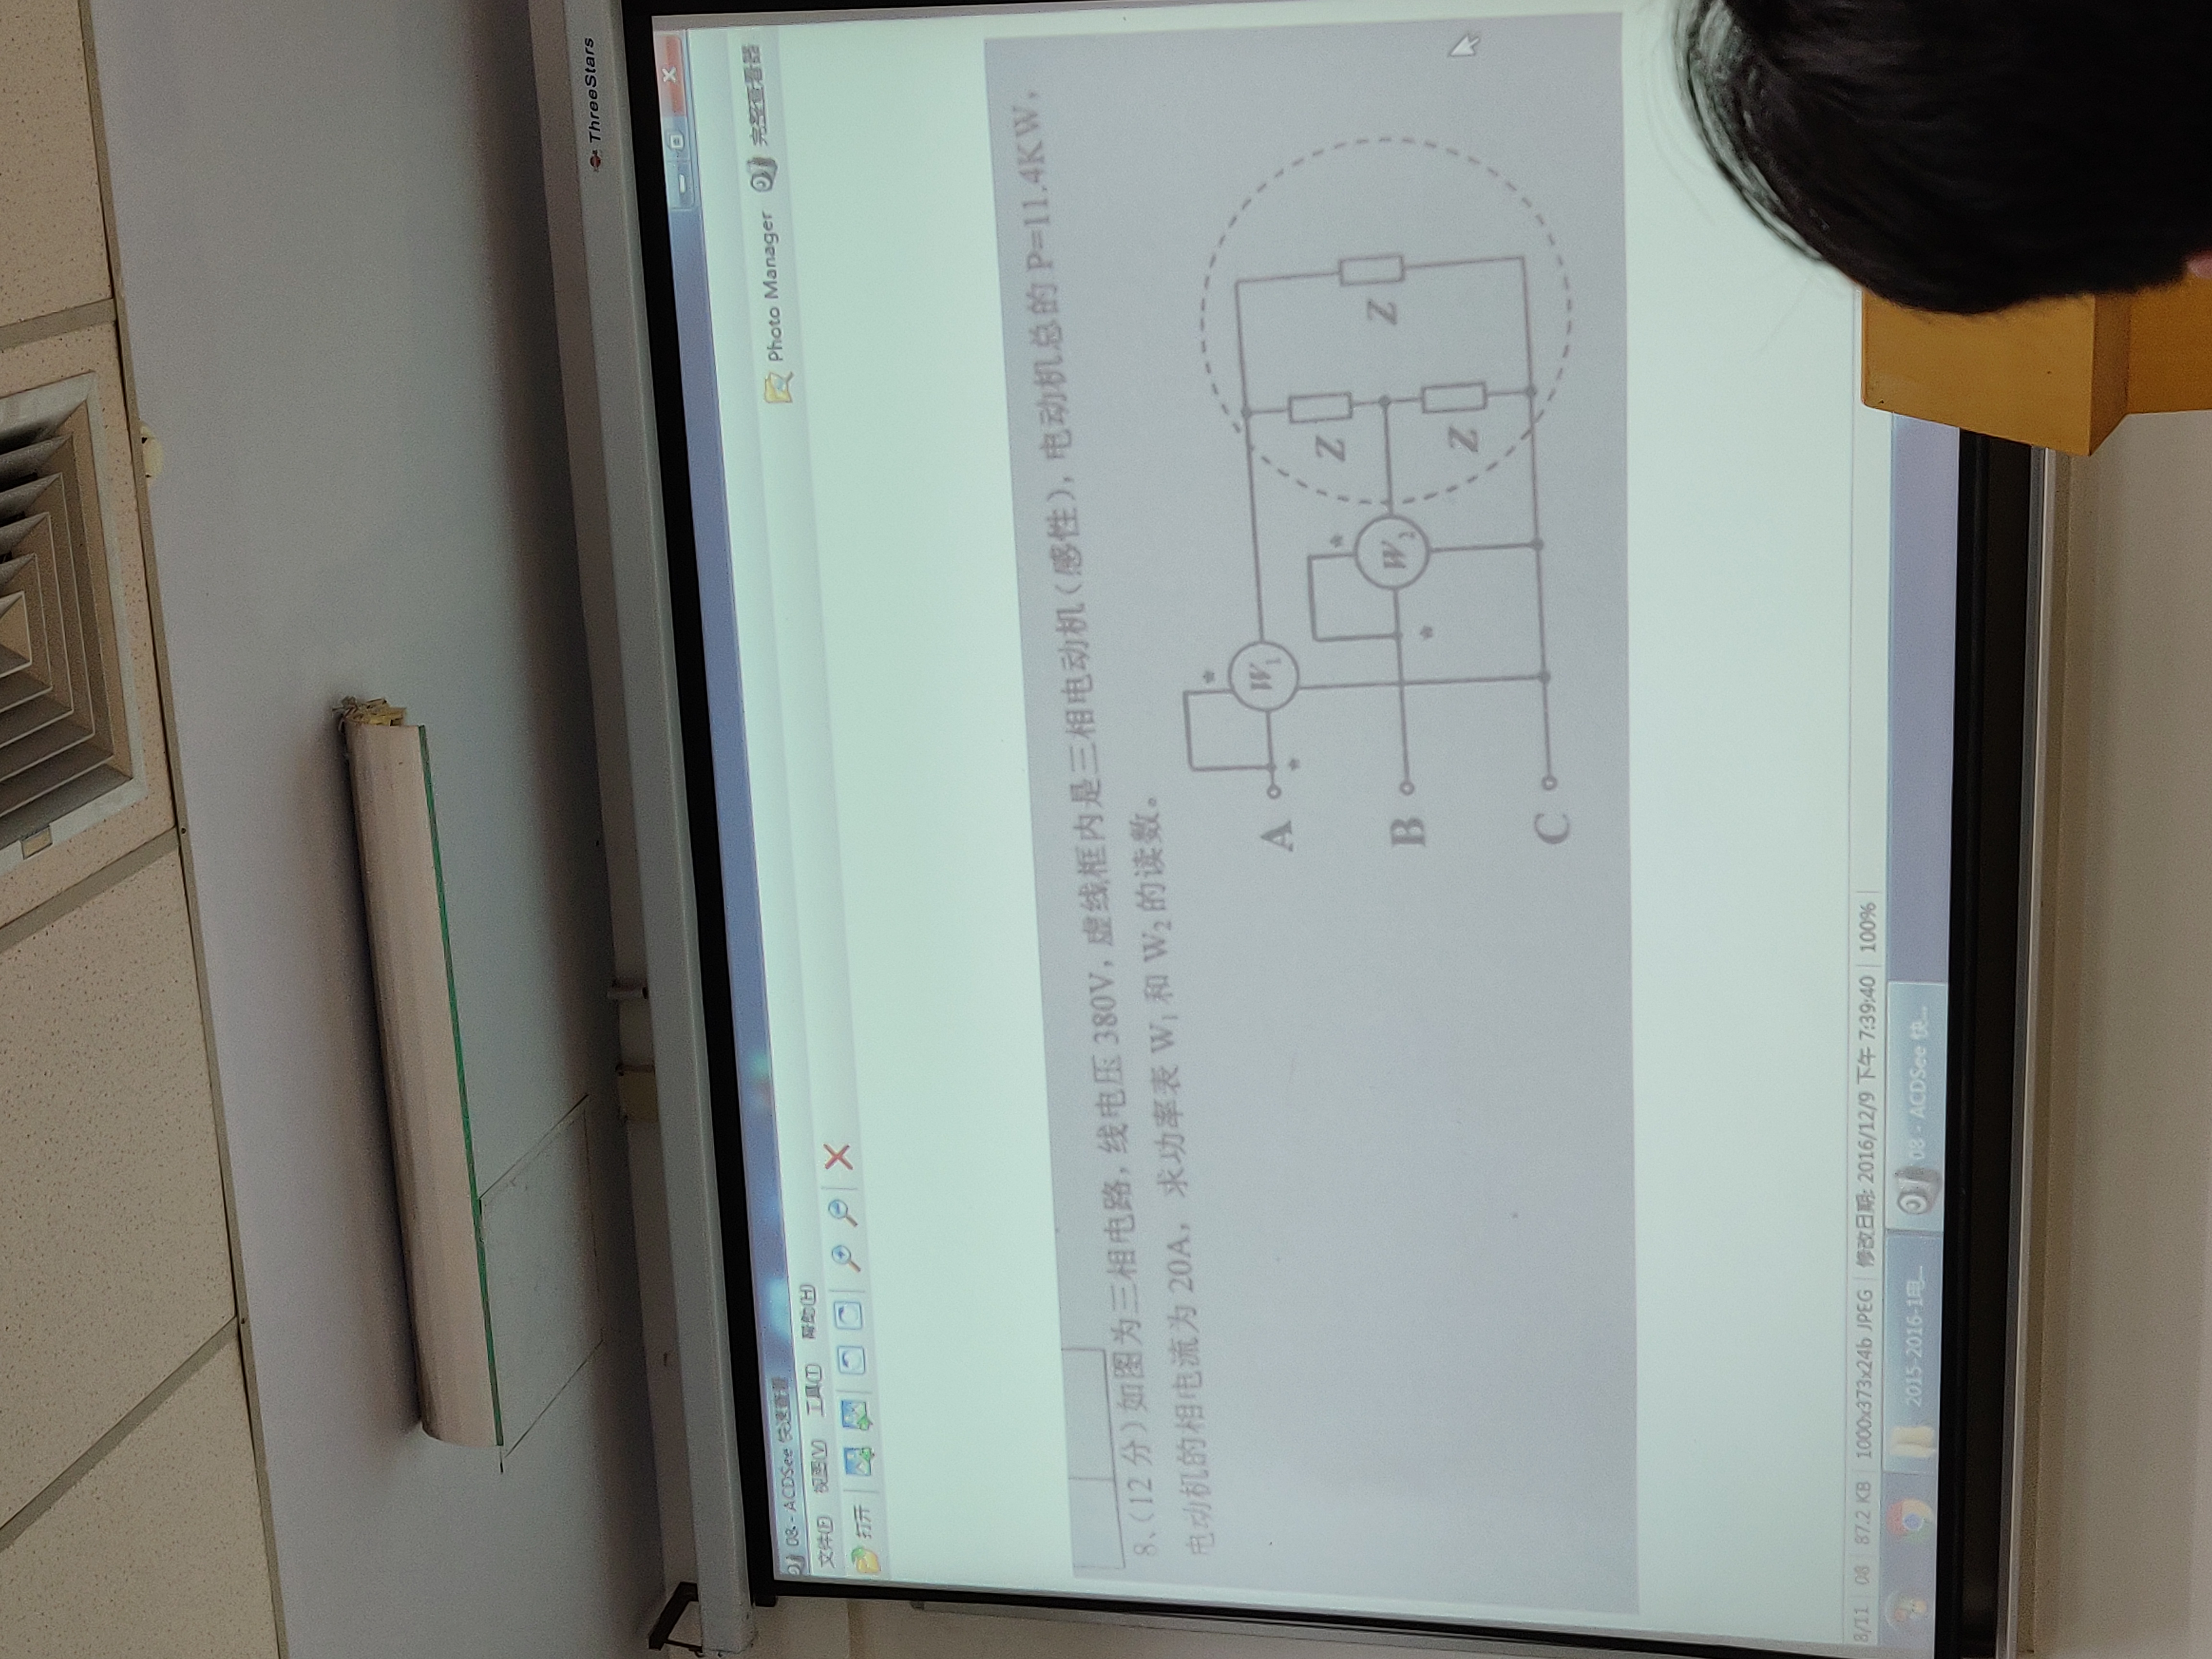 ThreeStars
08 - ACDSee 快速查看
文件(F) 视图(V) 工具(T) 帮助(H)
打开
Photo Manager 完整查看器
8、（12 分）如图为三相电路，线电压 380V，虚线框内是三相电动机（感性），电动机总的 P=11.4KW，
电动机的相电流为 20A，求功率表 W₁ 和 W₂ 的读数。
*
A W₁
*
Z
*
B W₂ Z
*
Z
C
8/11 08 87.2 KB 1000x373x24b JPEG 修改日期: 2016/12/9 下午 7:39:40 100%
2015-2016-1电... 08 - ACDSee 快...